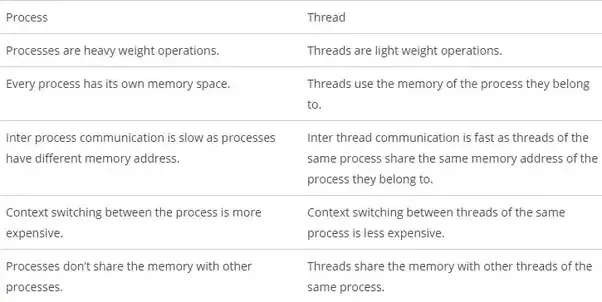 Process
Thread
Processes are heavy weight operations.
Threads are light weight operations.
Every process has its own memory space.
Threads use the memory of the process they belong
to.
Inter process communication is slow as processes
have different memory address.
Inter thread communication is fast as threads of the
same process share the same memory address of the
process they belong to.
Context switching between the process is more
expensive.
Context switching between threads of the same
process is less expensive.
Processes don't share the memory with other
processes.
Threads share the memory with other threads of the
same process.